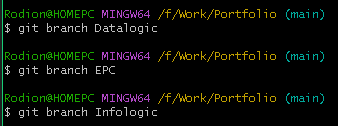 Rodion@HOMEPC MINGW64 /f/Work/Portfolio (main)
$ git branch Datalogic
Rodion@HOMEPC MINGW64 /f/Work/Portfolio (main)
$ git branch EPC
Rodion@HOMEPC MINGW64 /f/Work/Portfolio (main)
$ git branch Infologic